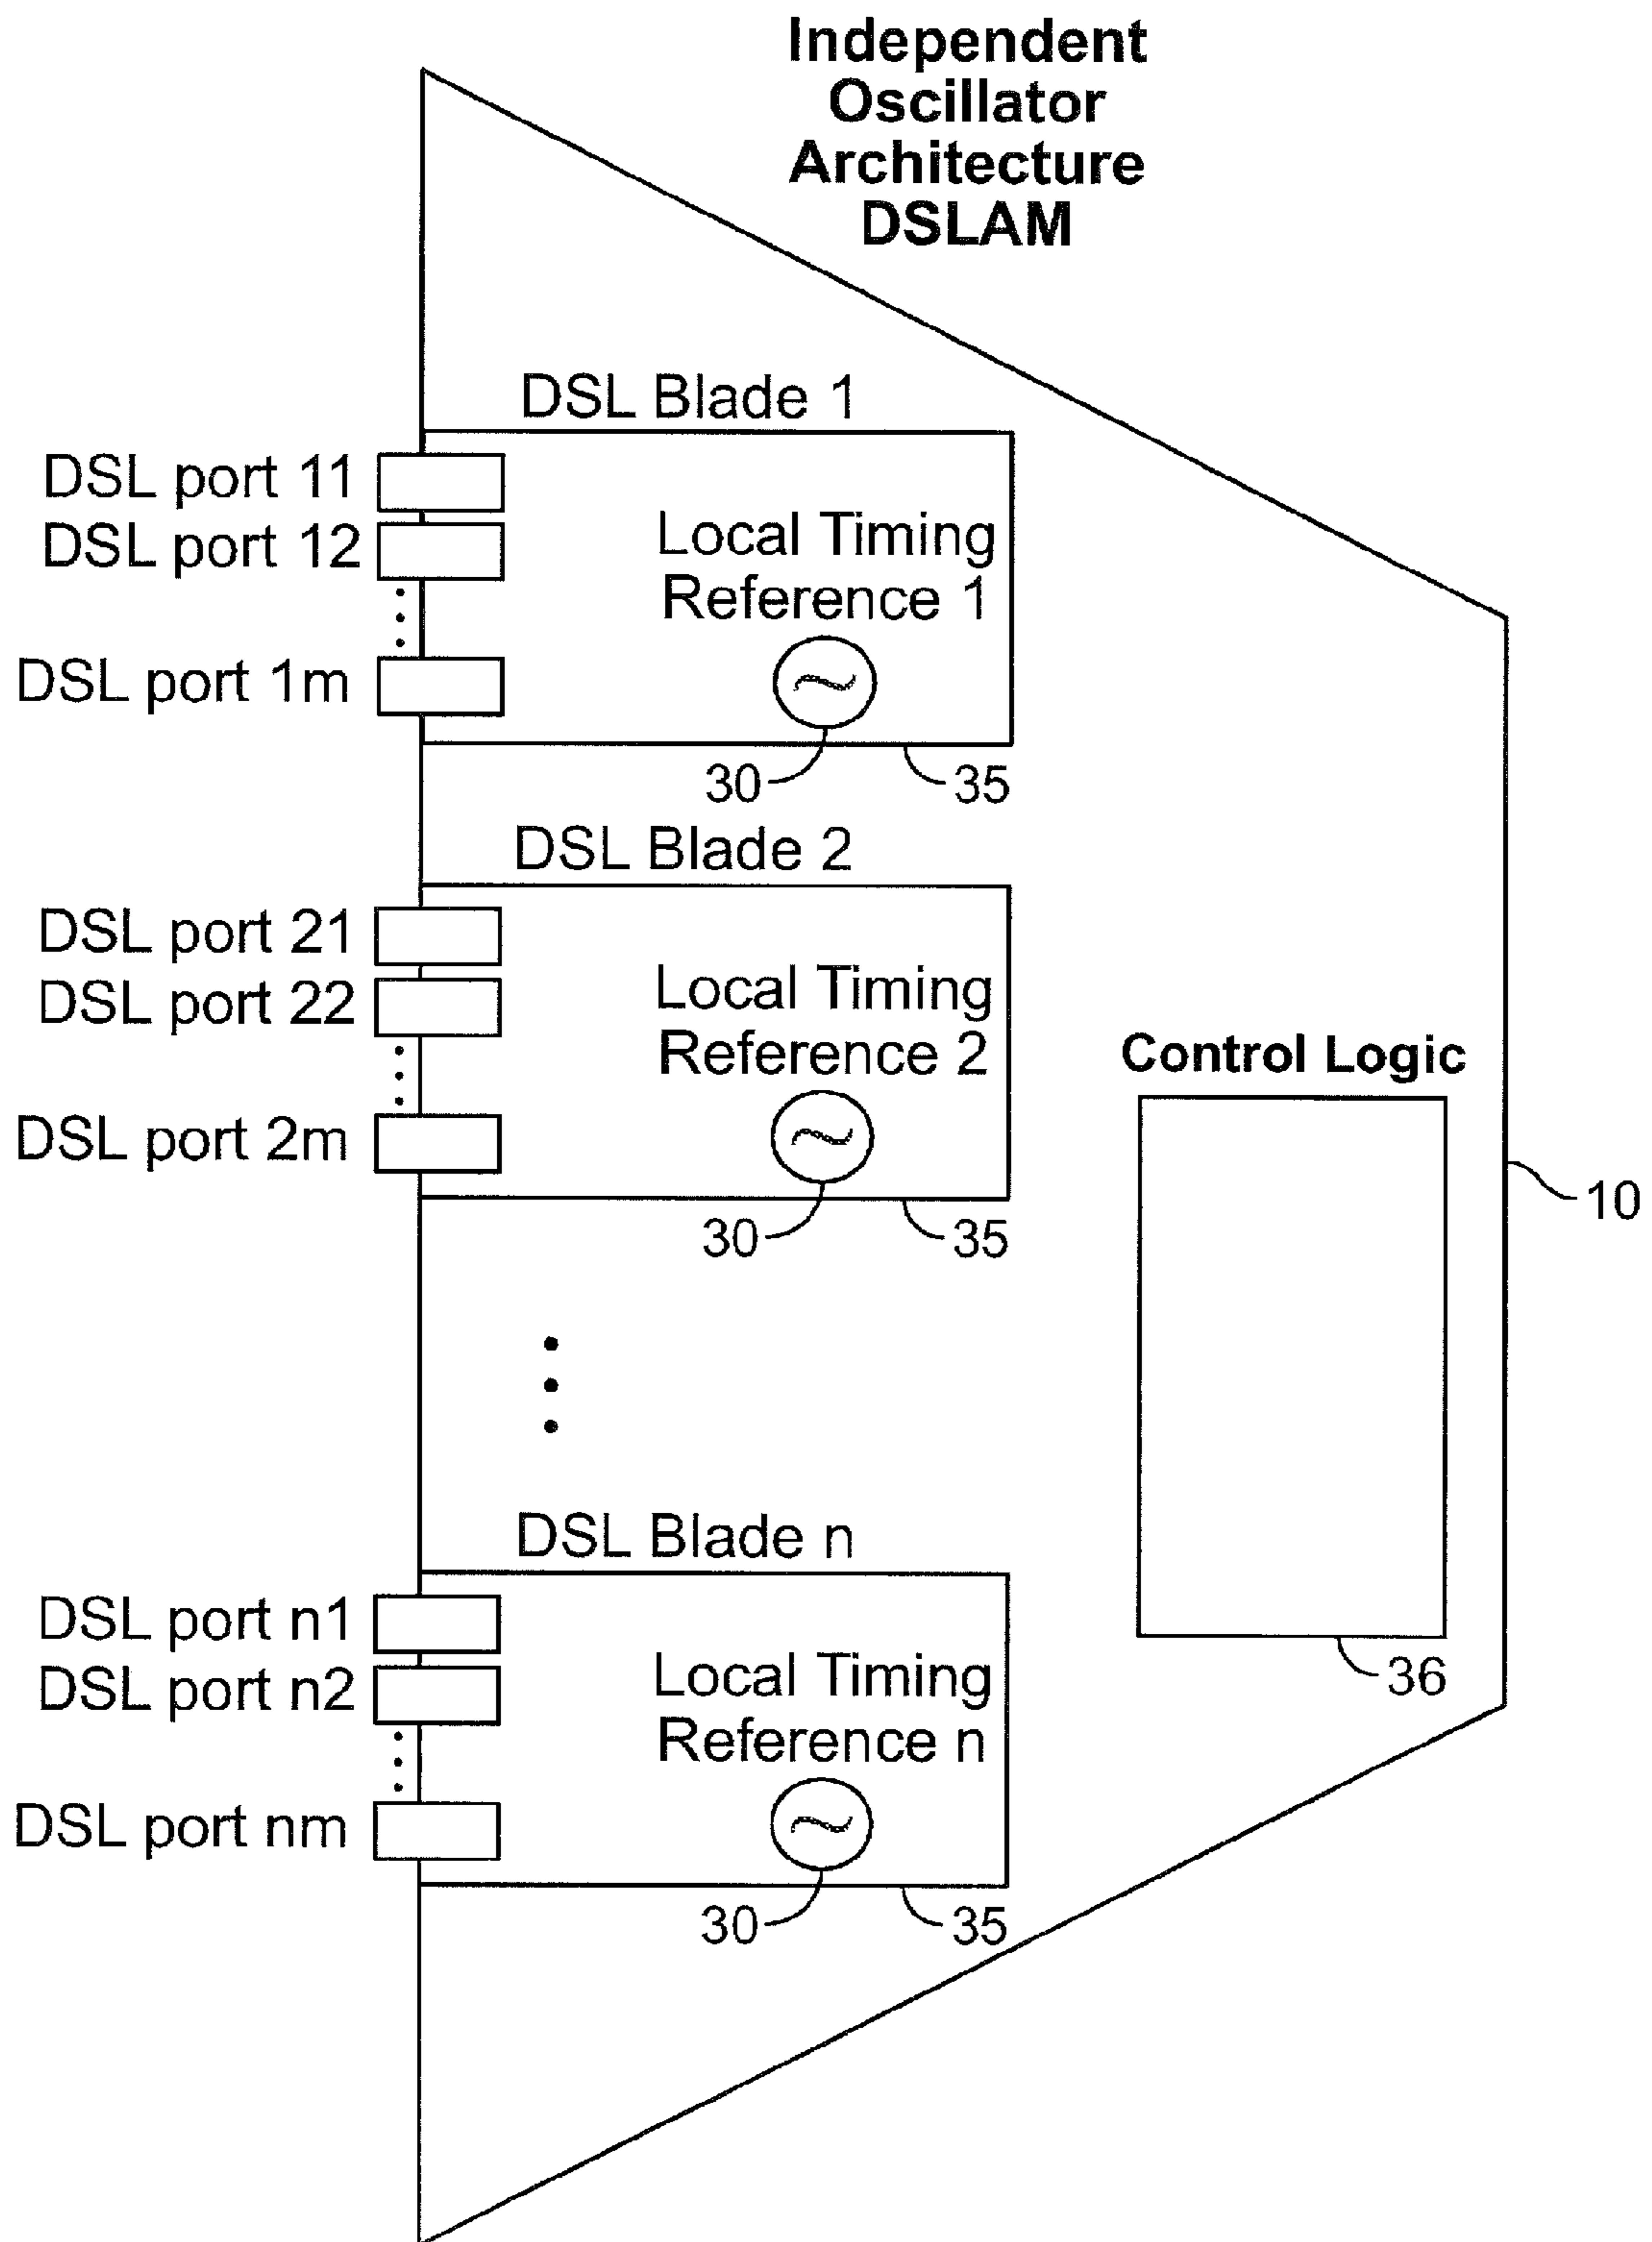 Independent
Oscillator
Architecture
DSLAM
DSL Blade 1
DSL port 11
DSL port 12
DSL port 1m
Local Timing
Reference 1
30
35
DSL Blade 2
DSL port 21
DSL port 22
DSL port 2m
Local Timing
Reference 2
30
35
Control Logic
10
36
DSL Blade n
DSL port n1
DSL port n2
DSL port nm
Local Timing
Reference n
30
35